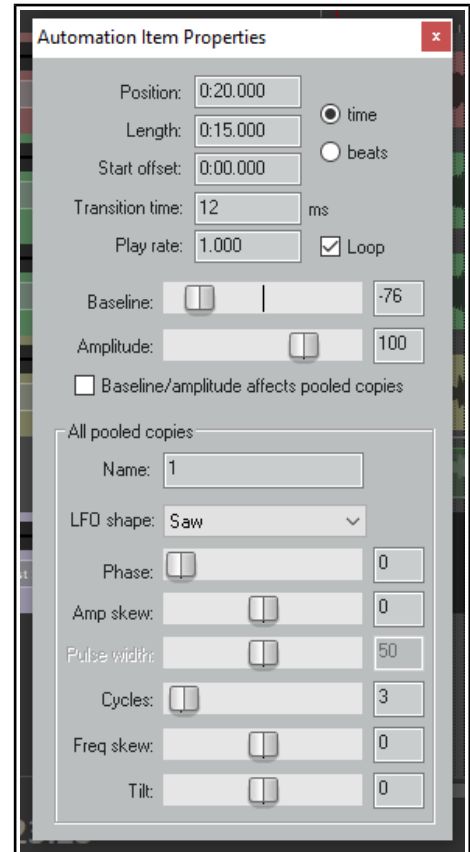 Automation Item Properties x
Position: 0:20.000
time
Length: 0:15.000
beats
Start offset: 0:00.000
Transition time: 12 ms
Play rate: 1.000 Loop
Baseline: -76
Amplitude: 100
Baseline/amplitude affects pooled copies
All pooled copies
Name: 1
LFO shape: Saw
Phase: 0
Amp skew: 0
Pulse width: 50
Cycles: 3
Freq skew: 0
Tilt: 0